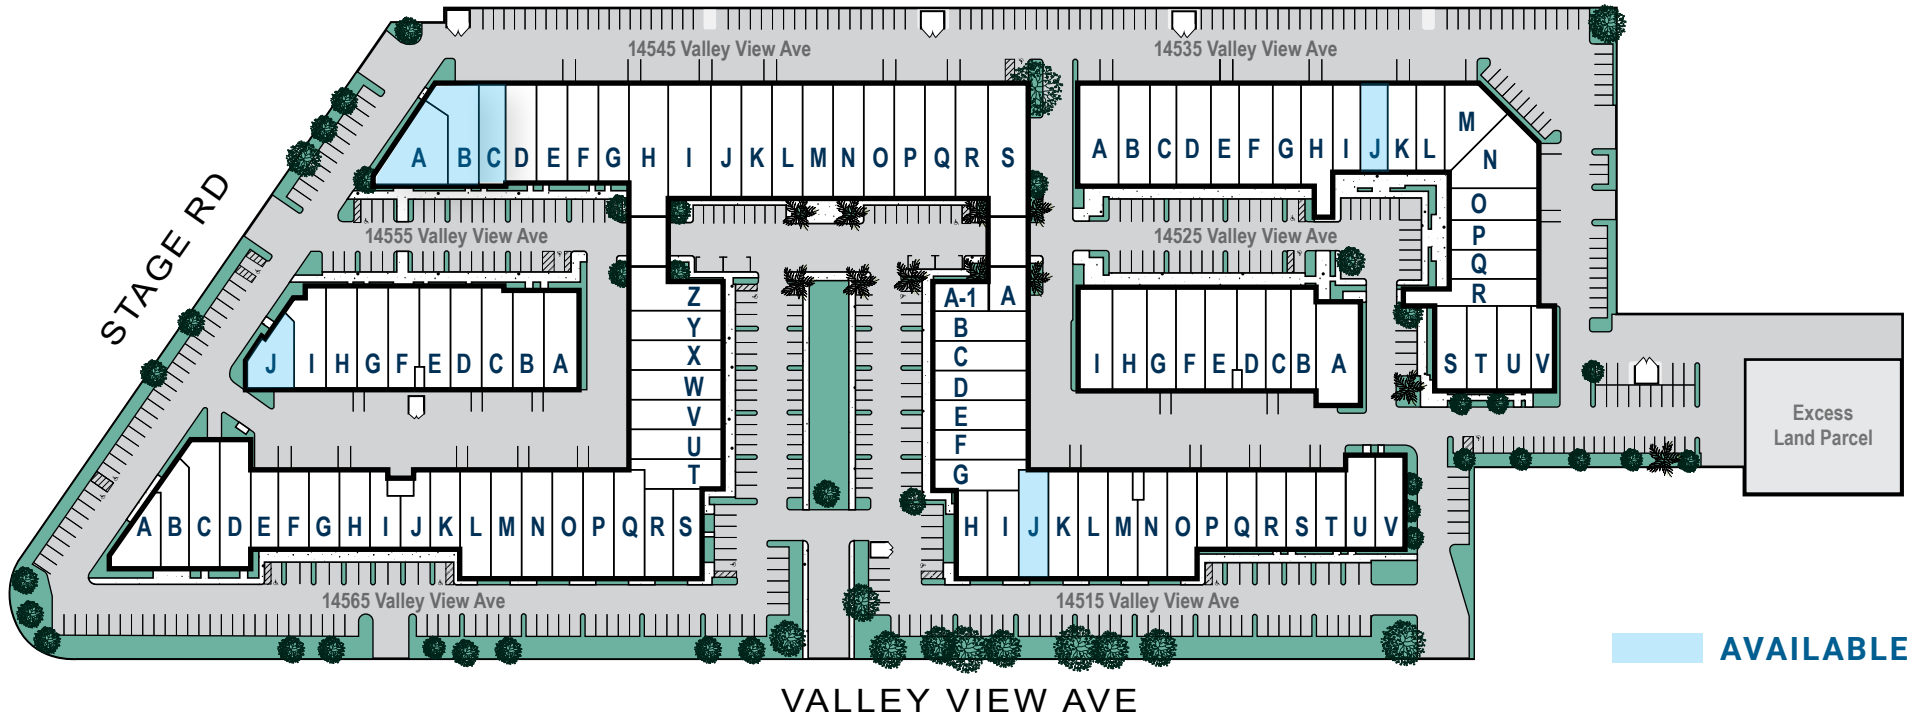 14545 Valley View Ave
14535 Valley View Ave
A B C D E F G H I J K L M N O P Q R S
A B C D E F G H I J K L
M
N
O
P
Q
R
S T U V
STAGE RD
14555 Valley View Ave
14525 Valley View Ave
J I H G F E D C B A
Z
Y
X
W
V
U
T
A-1 A
B
C
D
E
F
G
I H G F E D C B A
Excess
Land Parcel
A B C D E F G H I J K L M N O P Q R S
H I J K L M N O P Q R S T U V
14565 Valley View Ave
14515 Valley View Ave
AVAILABLE
VALLEY VIEW AVE